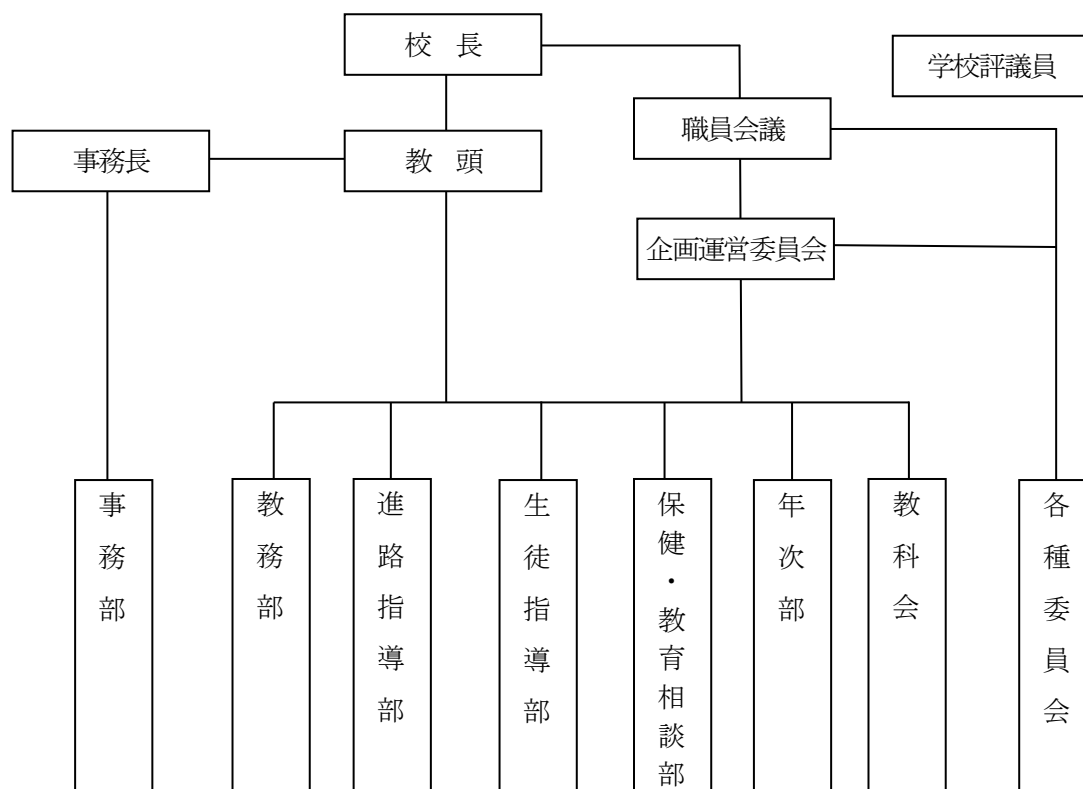 校　長
学校評議員
職員会議
事務長
教　頭
企画運営委員会
事務部
教務部
進路指導部
生徒指導部
保健・教育相談部
年次部
教科会
各種委員会